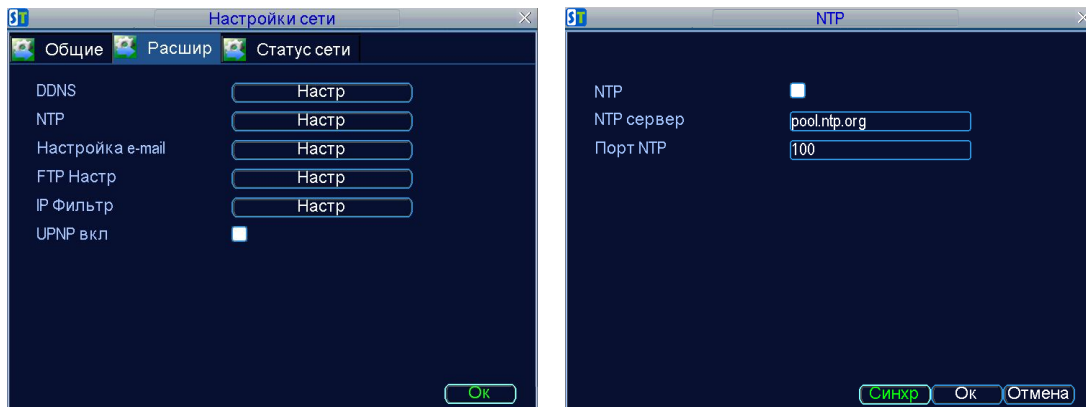 ST Настройки сети
Общие Расшир Статус сети
DDNS Настр
NTP Настр
Настройка e-mail Настр
FTP Настр Настр
IP Фильтр Настр
UPNP вкл
Ок
ST NTP
NTP
NTP сервер pool.ntp.org
Порт NTP 100
Синхр Ок Отмена